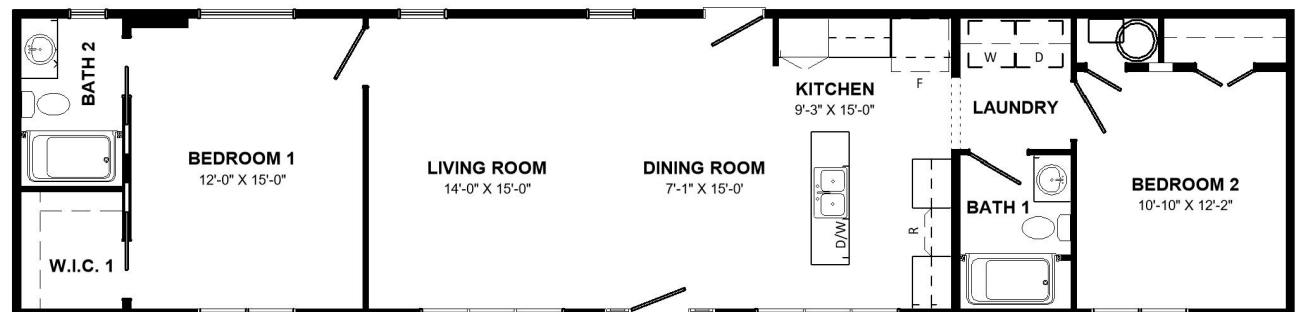 BATH 2
BEDROOM 1
12'-0" X 15'-0"
W.I.C. 1
LIVING ROOM
14'-0" X 15'-0"
DINING ROOM
7'-1" X 15'-0'
KITCHEN
9'-3" X 15'-0"
F
D/W
R
W D
LAUNDRY
BATH 1
BEDROOM 2
10'-10" X 12'-2"